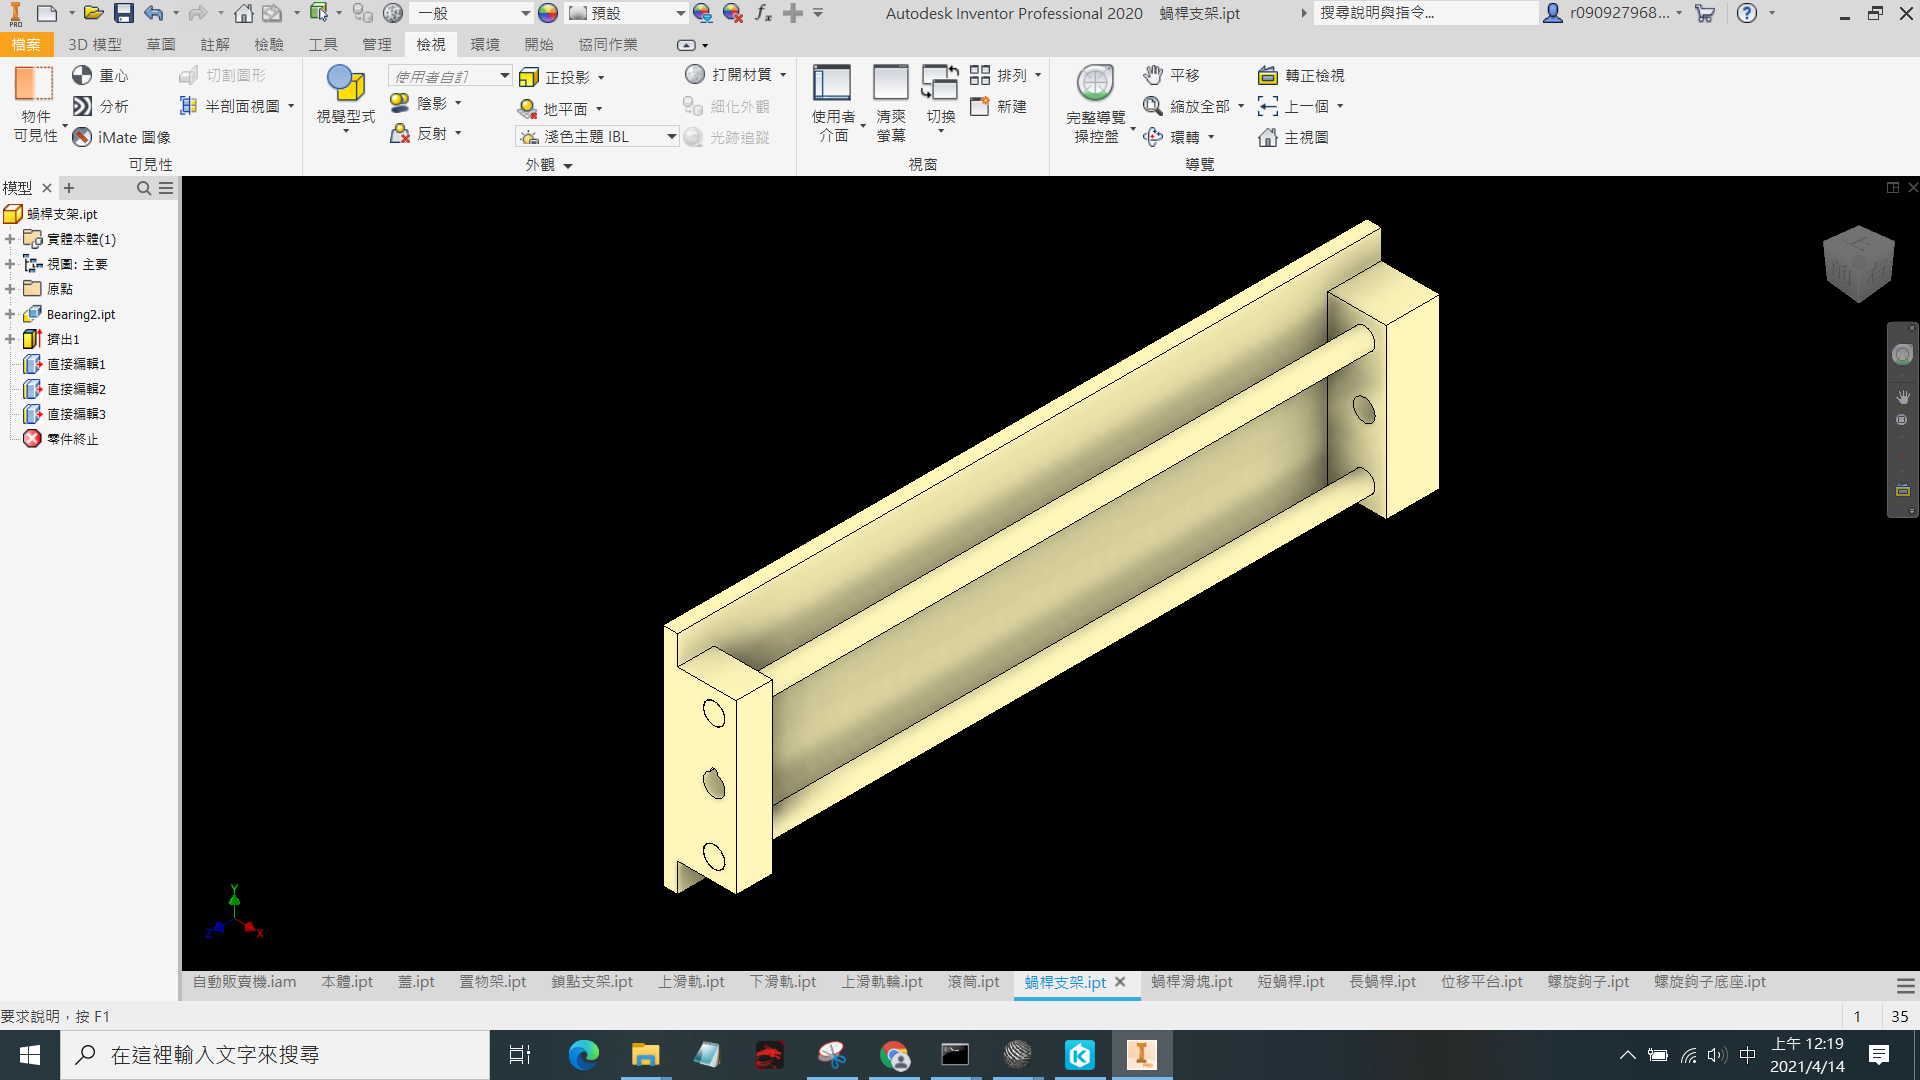 一般
預設
fx
Autodesk Inventor Professional 2020 蝸桿支架.ipt
搜尋說明與指令...
r090927968...
檔案 3D 模型 草圖 註解 檢驗 工具 管理 檢視 環境 開始 協同作業
物件
可見性
重心
分析
iMate 圖像
切割圖形
半剖面視圖
可見性
視覺型式
使用者自訂
陰影
反射
正投影
地平面
淺色主題 IBL
打開材質
細化外觀
光跡追蹤
外觀
使用者
介面
清爽
螢幕
切換
排列
新建
視窗
完整導覽
操控盤
平移
縮放全部
環轉
轉正檢視
上一個
主視圖
導覽
模型
蝸桿支架.ipt
實體本體(1)
視圖: 主要
原點
Bearing2.ipt
擠出1
直接編輯1
直接編輯2
直接編輯3
零件終止
Y
Z
X
自動販賣機.iam 本體.ipt 蓋.ipt 置物架.ipt 鎖點支架.ipt 上滑軌.ipt 下滑軌.ipt 上滑軌輪.ipt 滾筒.ipt 蝸桿支架.ipt 蝸桿滑塊.ipt 短蝸桿.ipt 長蝸桿.ipt 位移平台.ipt 螺旋鉤子.ipt 螺旋鉤子底座.ipt
要求說明，按 F1
1 35
在這裡輸入文字來搜尋
中
上午 12:19
2021/4/14